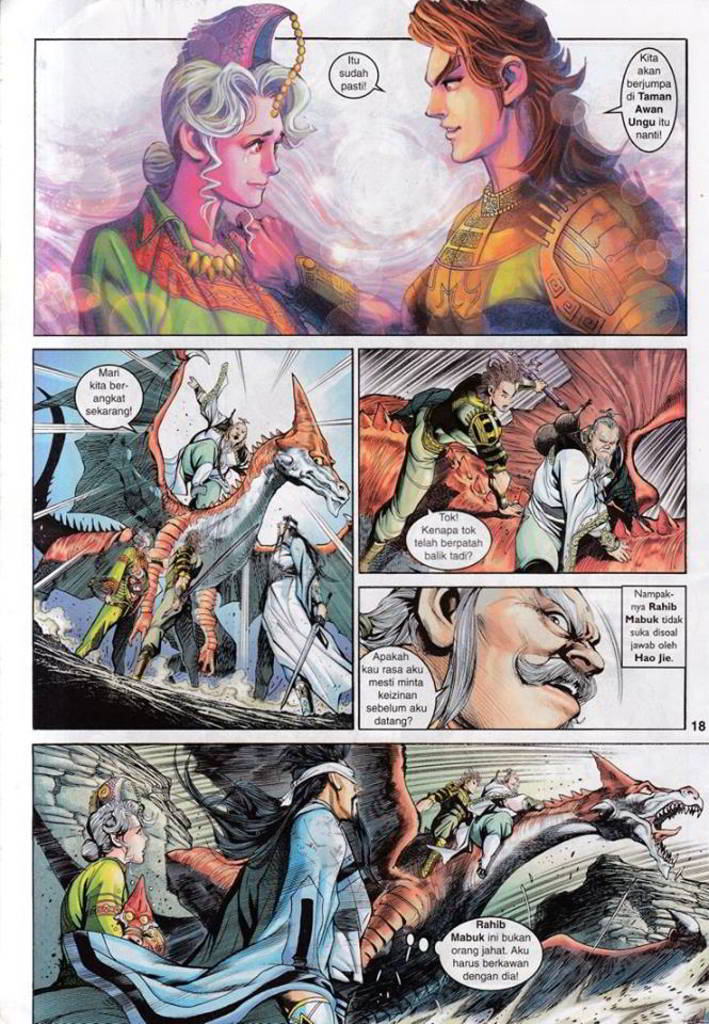 Itu
sudah
pasti!
Kita
akan
berjumpa
di Taman
Awan
Ungu itu
nanti!
Mari
kita ber-
angkat
sekarang!
Tok!
Kenapa tok
telah berpatah
balik tadi?
Nampak-
nya Rahib
Mabuk tidak
suka disoal
jawab oleh
Hao Jie.
Apakah
kau rasa aku
mesti minta
keizinan
sebelum aku
datang?
18
Rahib
Mabuk ini bukan
orang jahat. Aku
harus berkawan
dengan dia!